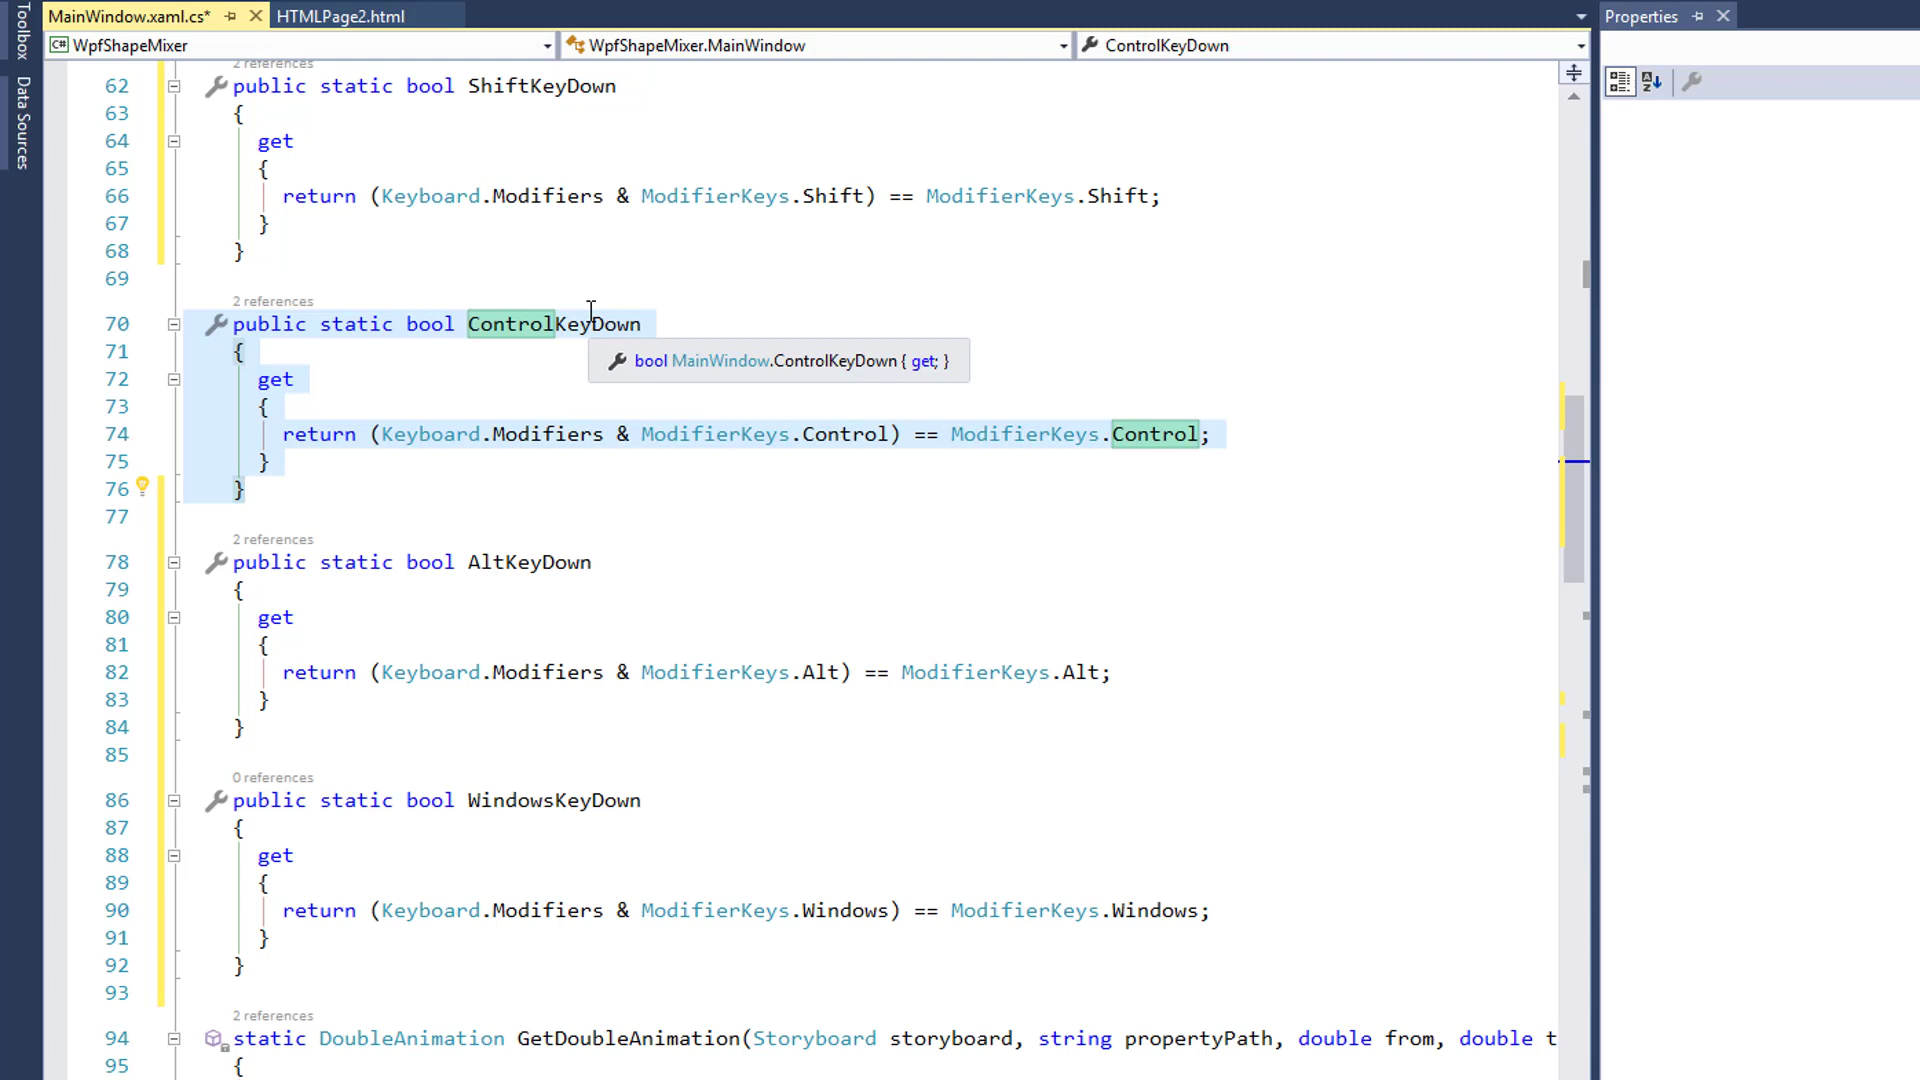 MainWindow.xaml.cs*
HTMLPage2.html
Properties
Toolbox
Data Sources
WpfShapeMixer
WpfShapeMixer.MainWindow
ControlKeyDown
2 references
62 public static bool ShiftKeyDown
63 {
64 get
65 {
66 return (Keyboard.Modifiers & ModifierKeys.Shift) == ModifierKeys.Shift;
67 }
68 }
69
2 references
70 public static bool ControlKeyDown
71 {
bool MainWindow.ControlKeyDown { get; }
72 get
73 {
74 return (Keyboard.Modifiers & ModifierKeys.Control) == ModifierKeys.Control;
75 }
76 }
77
2 references
78 public static bool AltKeyDown
79 {
80 get
81 {
82 return (Keyboard.Modifiers & ModifierKeys.Alt) == ModifierKeys.Alt;
83 }
84 }
85
0 references
86 public static bool WindowsKeyDown
87 {
88 get
89 {
90 return (Keyboard.Modifiers & ModifierKeys.Windows) == ModifierKeys.Windows;
91 }
92 }
93
2 references
94 static DoubleAnimation GetDoubleAnimation(Storyboard storyboard, string propertyPath, double from, double t
95 {